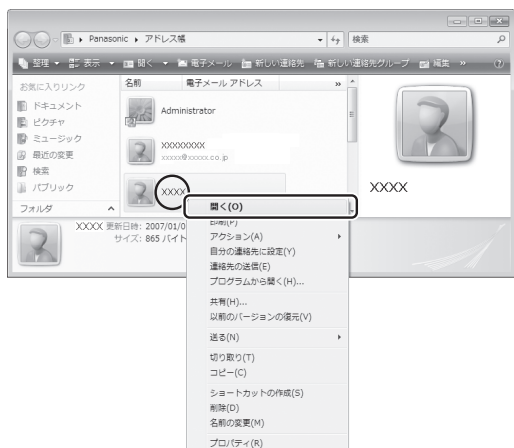 Panasonic ▸ アドレス帳
検索
整理 表示 開く 電子メール 新しい連絡先 新しい連絡先グループ 編集 »
お気に入りリンク
ドキュメント
ピクチャ
ミュージック
最近の変更
検索
パブリック
フォルダ
名前 電子メール アドレス »
Administrator
XXXXXXXX
xxxxx@xxxxx.co.jp
XXXX
XXXX
XXXX 更新日時: 2007/01/0
サイズ: 865 バイト
開く(O)
印刷(P)
アクション(A)
自分の連絡先に設定(Y)
連絡先の送信(E)
プログラムから開く(H)...
共有(H)...
以前のバージョンの復元(V)
送る(N)
切り取り(T)
コピー(C)
ショートカットの作成(S)
削除(D)
名前の変更(M)
プロパティ(R)